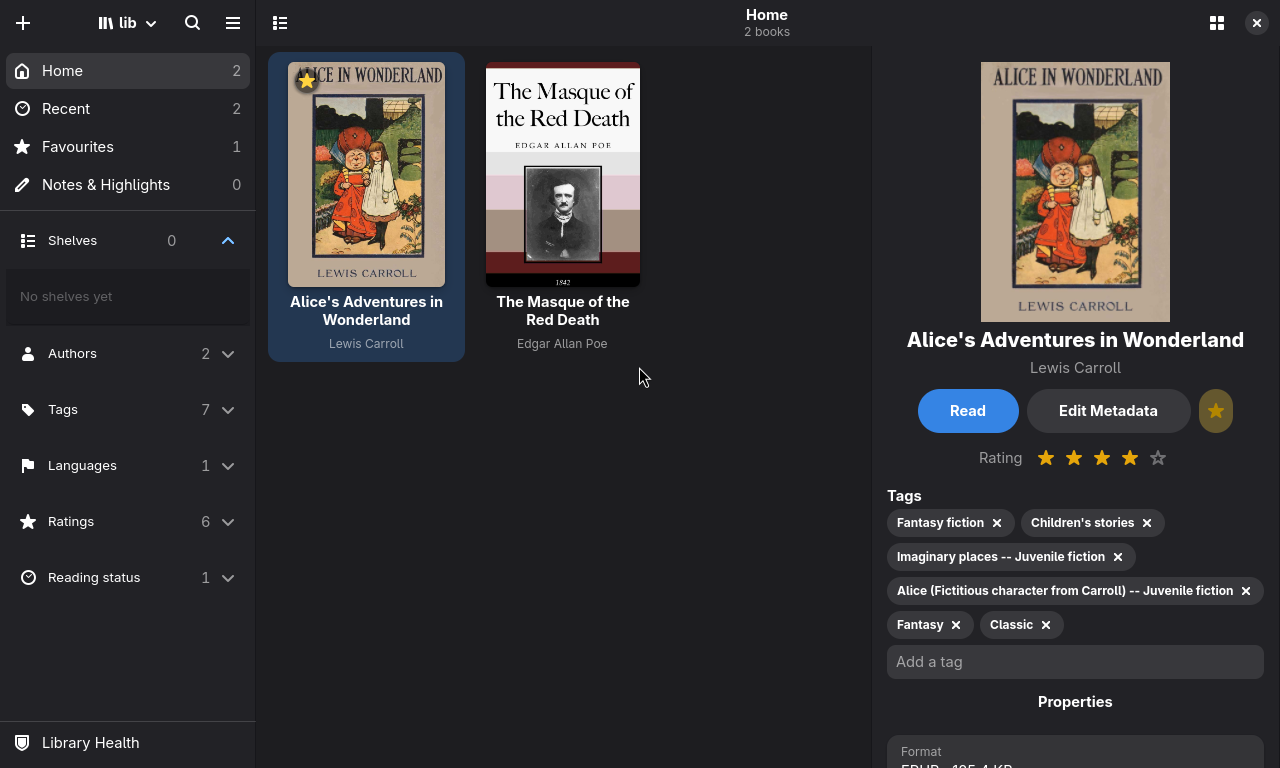 lib
Home 2
Recent 2
Favourites 1
Notes & Highlights 0
Shelves 0
No shelves yet
Authors 2
Tags 7
Languages 1
Ratings 6
Reading status 1
Library Health
Home
2 books
ALICE IN WONDERLAND
LEWIS CARROLL
Alice's Adventures in
Wonderland
Lewis Carroll
The Masque of
the Red Death
EDGAR ALLAN POE
1842
The Masque of the
Red Death
Edgar Allan Poe
ALICE IN WONDERLAND
LEWIS CARROLL
Alice's Adventures in Wonderland
Lewis Carroll
Read Edit Metadata
Rating
Tags
Fantasy fiction Children's stories
Imaginary places -- Juvenile fiction
Alice (Fictitious character from Carroll) -- Juvenile fiction
Fantasy Classic
Add a tag
Properties
Format